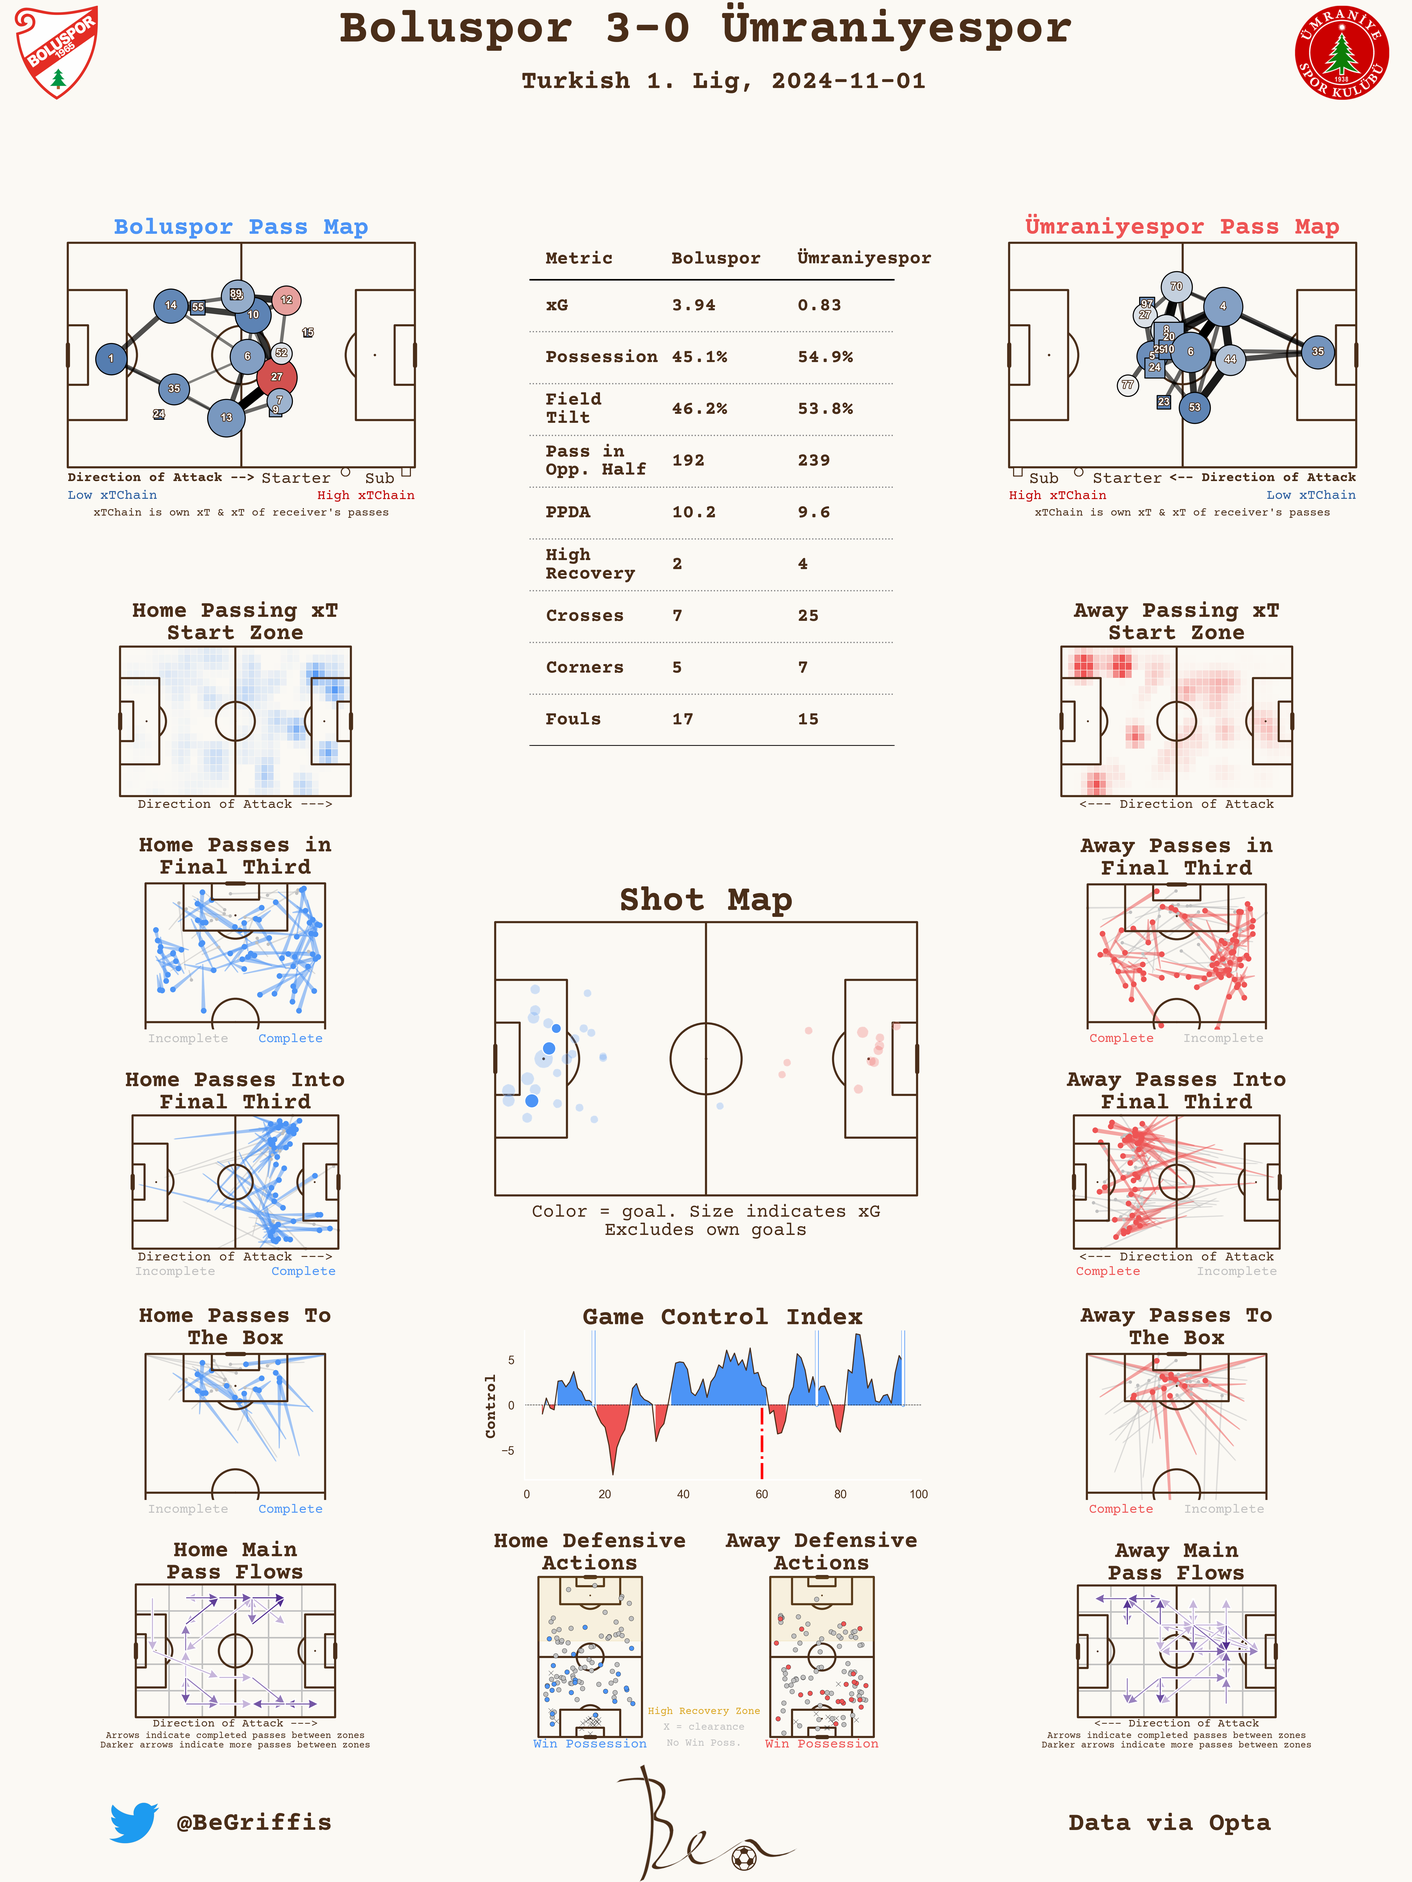 Boluspor 3-0 Ümraniyespor
Turkish 1. Lig, 2024-11-01
BOLUSPOR
1965
ÜMRANİYE
1938
SPOR KULÜBÜ
Boluspor Pass Map
14
55
89
12
10
15
1
6
52
27
35
7
9
24
13
Direction of Attack --> Starter Sub
Low xTChain High xTChain
xTChain is own xT & xT of receiver's passes
Metric Boluspor Ümraniyespor
xG 3.94 0.83
Possession 45.1% 54.9%
Field
Tilt 46.2% 53.8%
Pass in
Opp. Half 192 239
PPDA 10.2 9.6
High
Recovery 2 4
Crosses 7 25
Corners 5 7
Fouls 17 15
Ümraniyespor Pass Map
70
97
27
4
8
20
25
10
5
6
24
44
35
77
23
53
Sub Starter <-- Direction of Attack
High xTChain Low xTChain
xTChain is own xT & xT of receiver's passes
Home Passing xT
Start Zone
Direction of Attack --->
Away Passing xT
Start Zone
<--- Direction of Attack
Home Passes in
Final Third
Incomplete Complete
Away Passes in
Final Third
Complete Incomplete
Shot Map
Color = goal. Size indicates xG
Excludes own goals
Home Passes Into
Final Third
Direction of Attack --->
Incomplete Complete
Away Passes Into
Final Third
<--- Direction of Attack
Complete Incomplete
Home Passes To
The Box
Incomplete Complete
Game Control Index
Control
5
0
−5
0 20 40 60 80 100
Away Passes To
The Box
Complete Incomplete
Home Main
Pass Flows
Direction of Attack --->
Arrows indicate completed passes between zones
Darker arrows indicate more passes between zones
Home Defensive
Actions
Win Possession
Away Defensive
Actions
Win Possession
High Recovery Zone
X = clearance
No Win Poss.
Away Main
Pass Flows
<--- Direction of Attack
Arrows indicate completed passes between zones
Darker arrows indicate more passes between zones
@BeGriffis
Ben
Data via Opta